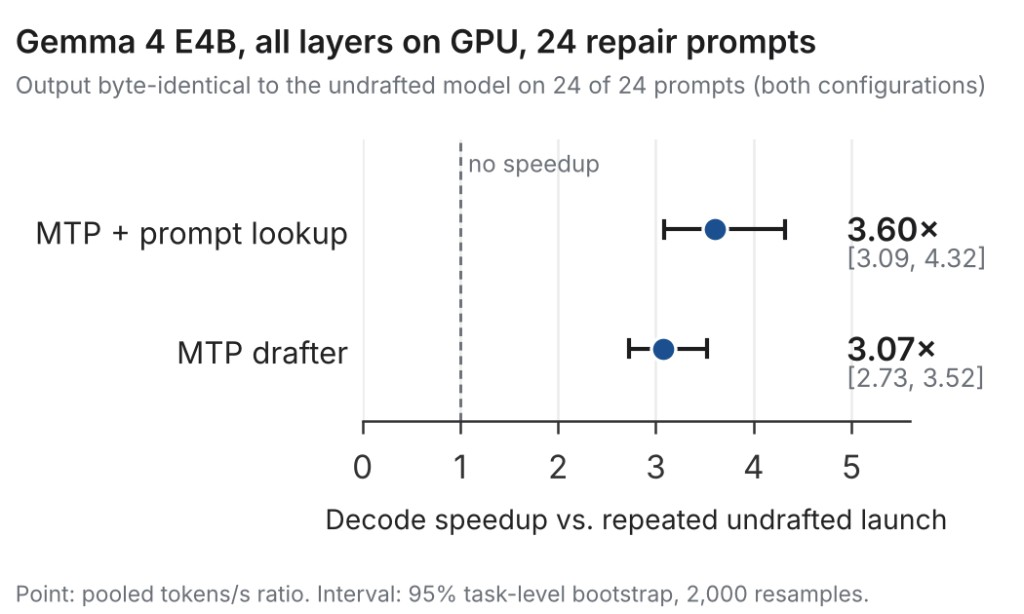 Gemma 4 E4B, all layers on GPU, 24 repair prompts
Output byte-identical to the undrafted model on 24 of 24 prompts (both configurations)
no speedup
MTP + prompt lookup
3.60×
[3.09, 4.32]
MTP drafter
3.07×
[2.73, 3.52]
0 1 2 3 4 5
Decode speedup vs. repeated undrafted launch
Point: pooled tokens/s ratio. Interval: 95% task-level bootstrap, 2,000 resamples.